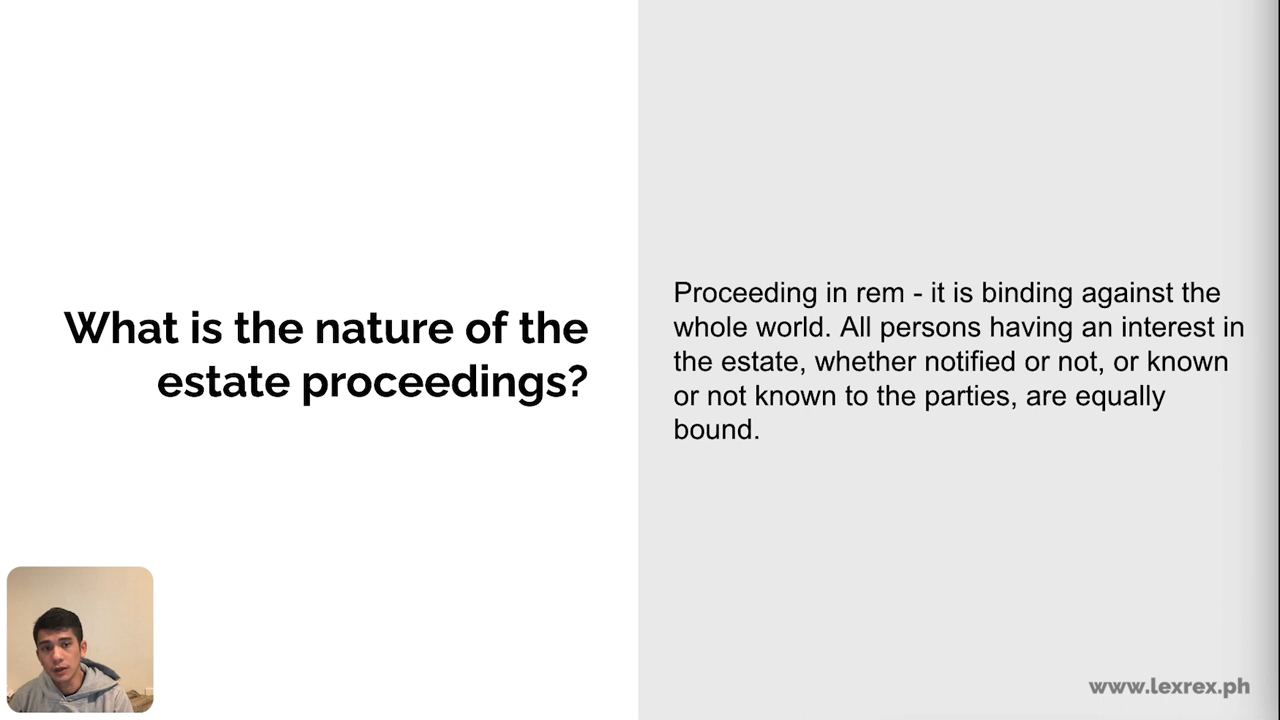 What is the nature of the
estate proceedings?
Proceeding in rem - it is binding against the
whole world. All persons having an interest in
the estate, whether notified or not, or known
or not known to the parties, are equally
bound.
www.lexrex.ph